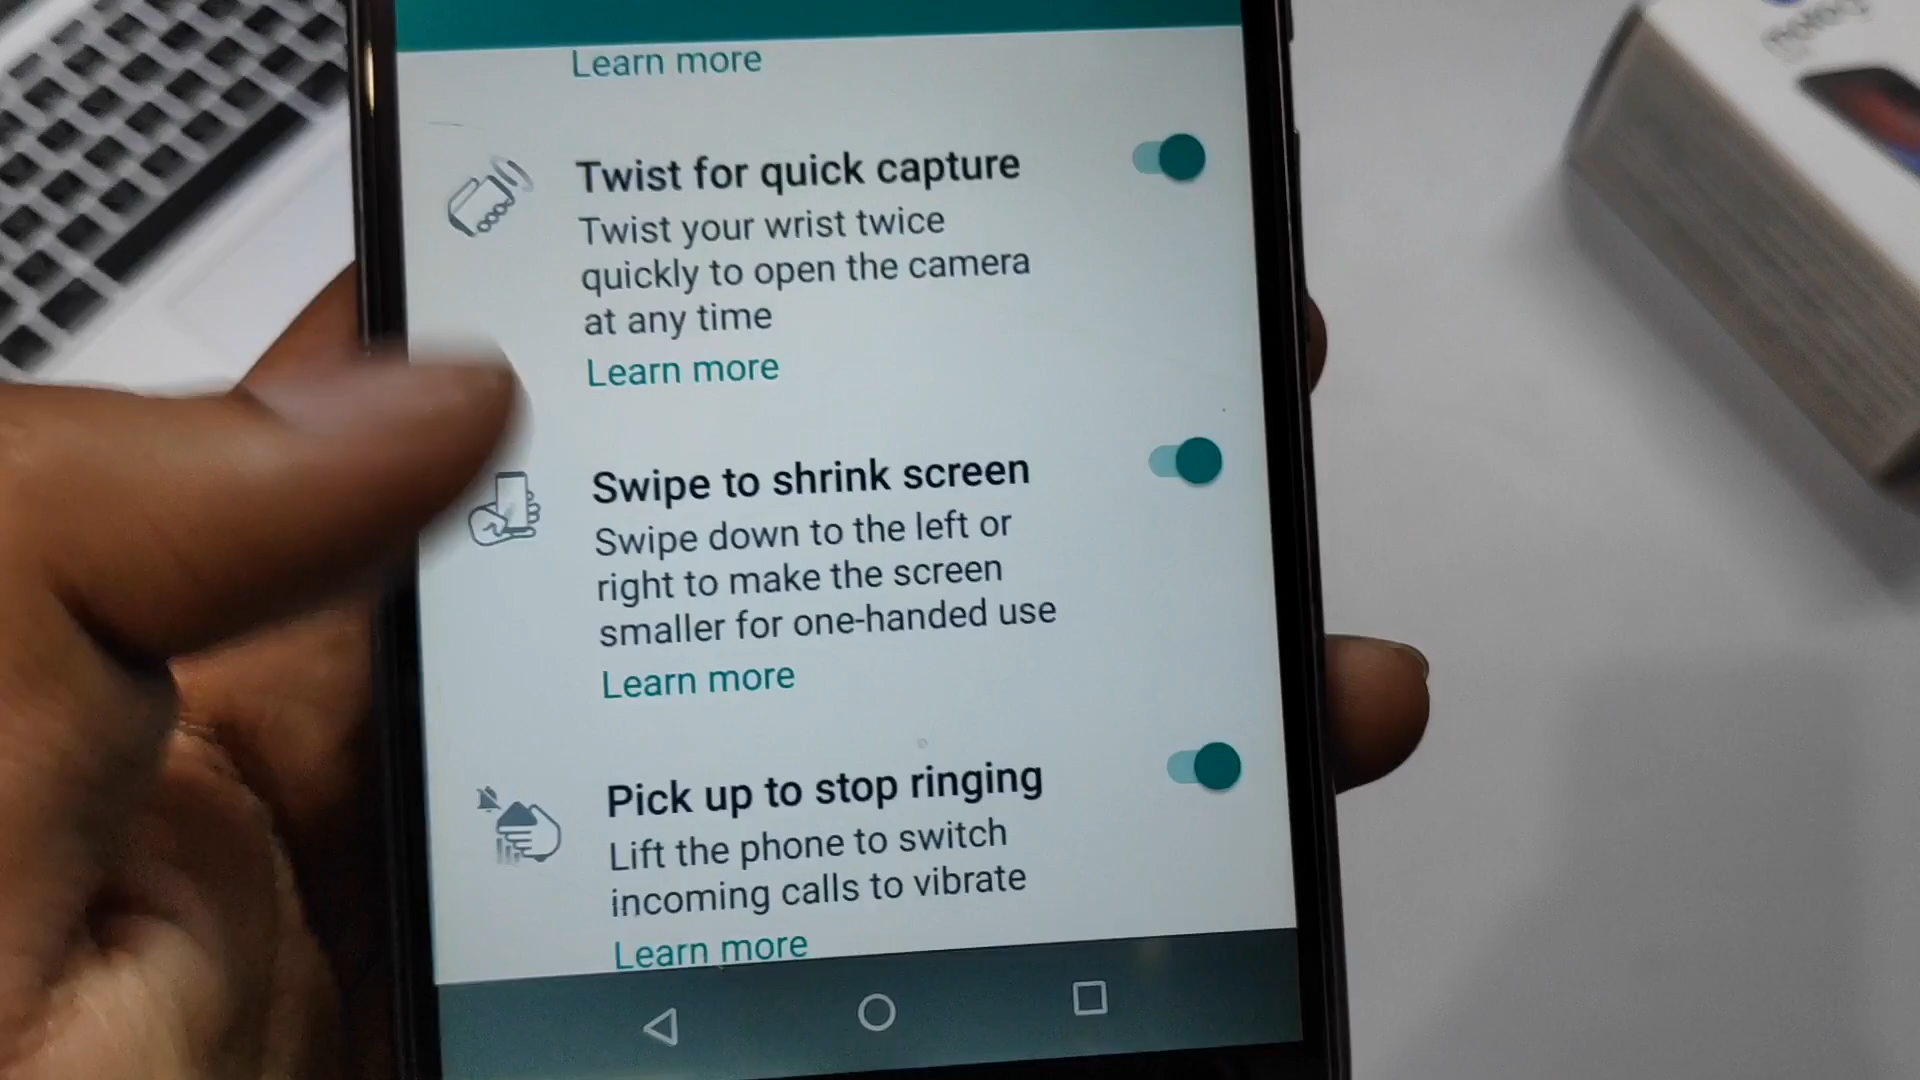 Learn more
Twist for quick capture
Twist your wrist twice
quickly to open the camera
at any time
Learn more
Swipe to shrink screen
Swipe down to the left or
right to make the screen
smaller for one-handed use
Learn more
Pick up to stop ringing
Lift the phone to switch
incoming calls to vibrate
Learn more